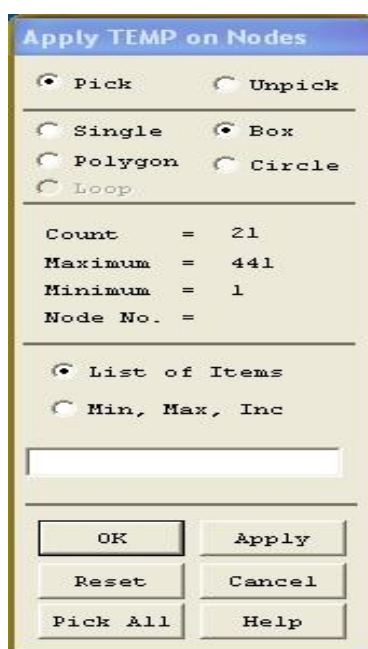 Apply TEMP on Nodes
Pick Unpick
Single Box
Polygon Circle
Loop
Count = 21
Maximum = 441
Minimum = 1
Node No. =
List of Items
Min, Max, Inc
OK Apply
Reset Cancel
Pick All Help